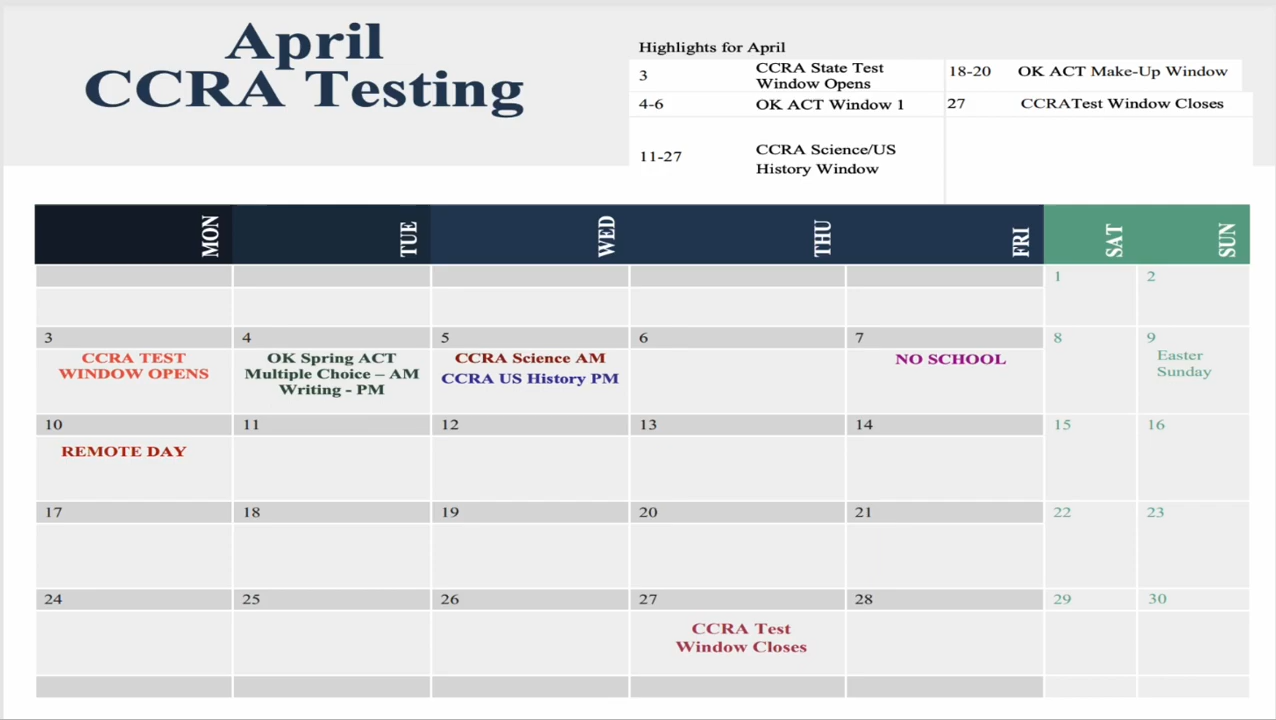 April
CCRA Testing
Highlights for April
3 CCRA State Test Window Opens 18-20 OK ACT Make-Up Window
4-6 OK ACT Window 1 27 CCRATest Window Closes
11-27 CCRA Science/US History Window
MON TUE WED THU FRI SAT SUN
1 2
3 4 5 6 7 8 9
CCRA TEST WINDOW OPENS
OK Spring ACT
Multiple Choice – AM
Writing - PM
CCRA Science AM
CCRA US History PM
NO SCHOOL
Easter
Sunday
10 11 12 13 14 15 16
REMOTE DAY
17 18 19 20 21 22 23
24 25 26 27 28 29 30
CCRA Test
Window Closes